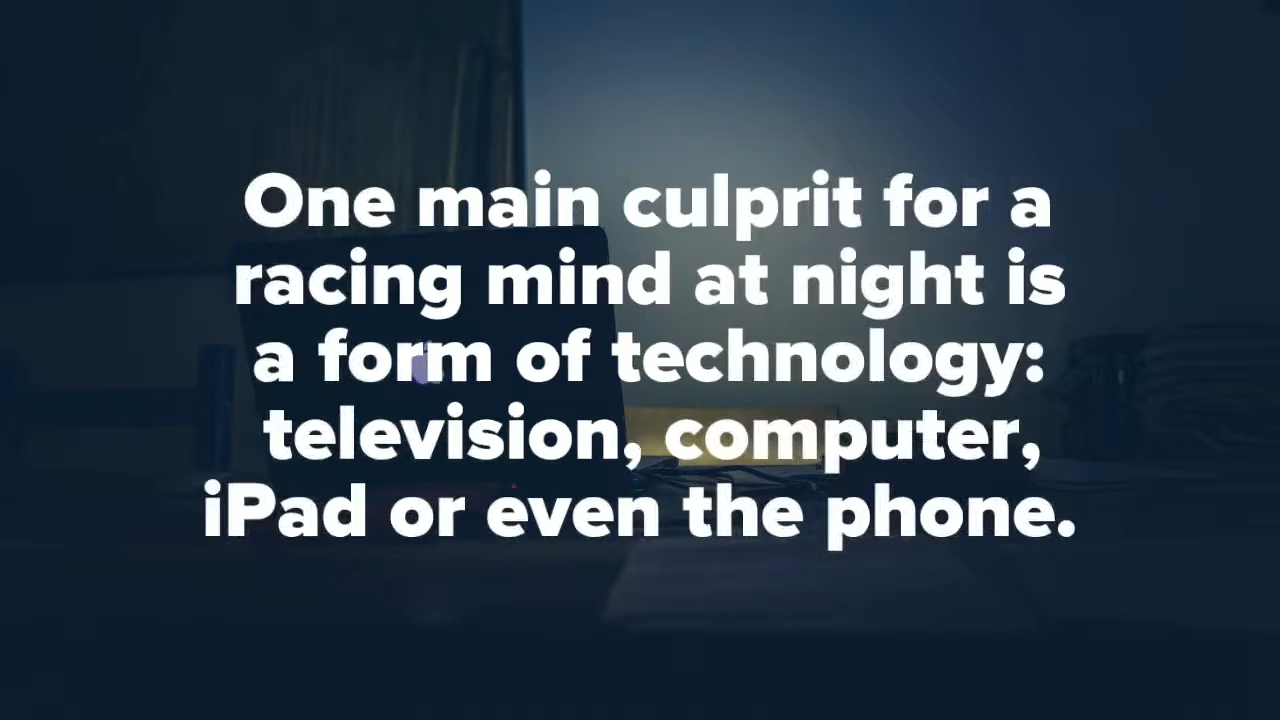 One main culprit for a
racing mind at night is
a form of technology:
television, computer,
iPad or even the phone.